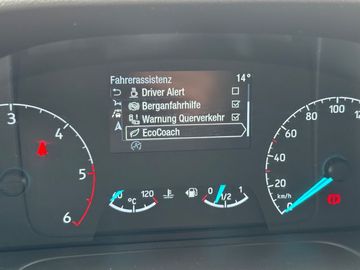 Fahrerassistenz 14°
Driver Alert
Berganfahrhilfe
Warnung Querverkehr
EcoCoach
3
4
5
6
120
°C
0
1/2
1
0
20
40
60
80
100
km/h